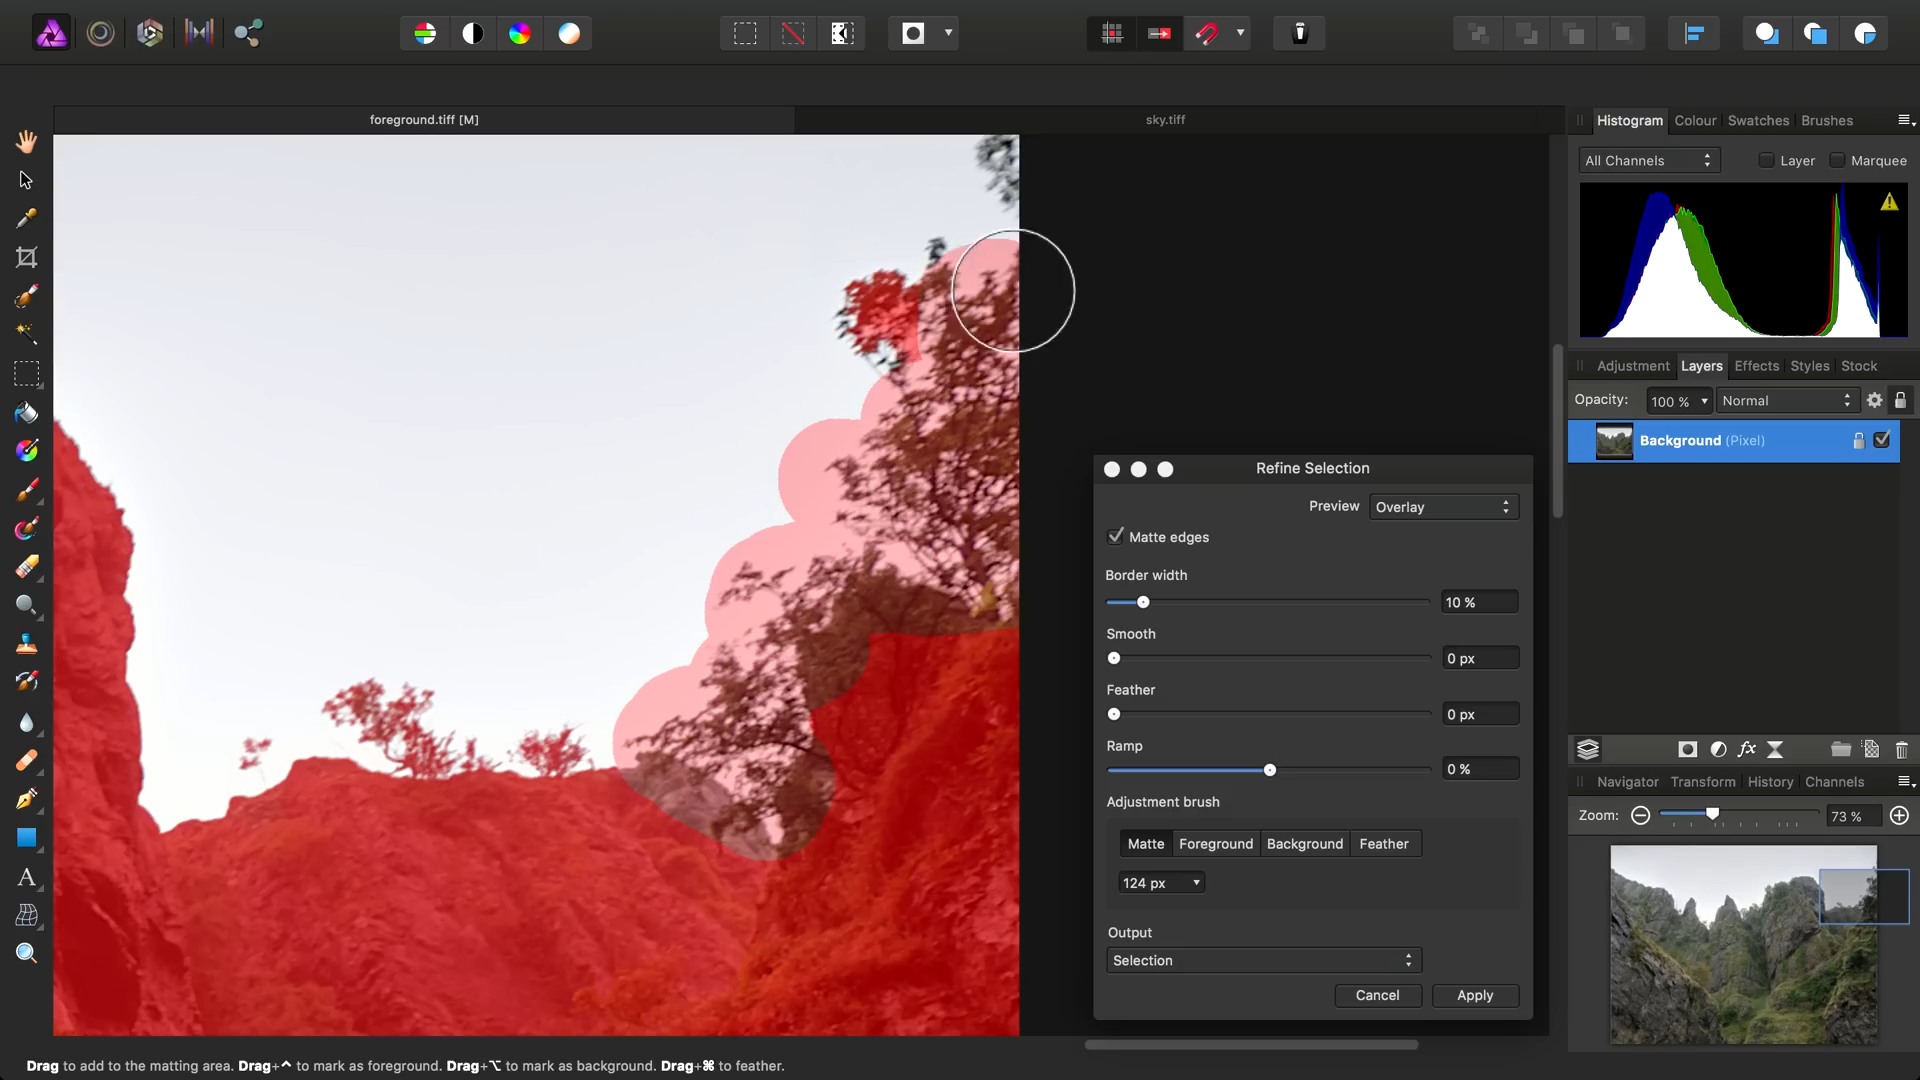 foreground.tiff [M]
sky.tiff
Histogram Colour Swatches Brushes
All Channels
Layer
Marquee
Adjustment Layers Effects Styles Stock
Opacity: 100 % Normal
Background (Pixel)
Refine Selection
Preview Overlay
Matte edges
Border width
10 %
Smooth
0 px
Feather
0 px
Ramp
0 %
Adjustment brush
Matte Foreground Background Feather
124 px
Output
Selection
Cancel Apply
fx
Navigator Transform History Channels
Zoom: 73 %
A
Drag to add to the matting area. Drag+⌃ to mark as foreground. Drag+⌥ to mark as background. Drag+⌘ to feather.